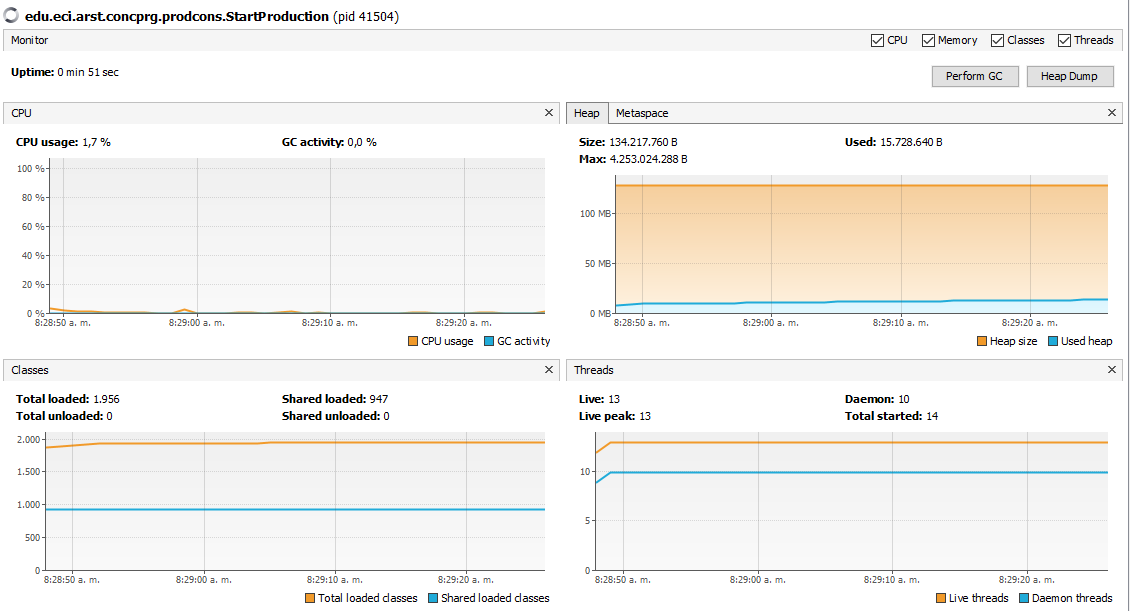 edu.eci.arst.concprg.prodcons.StartProduction (pid 41504)
Monitor
CPU Memory Classes Threads
Uptime: 0 min 51 sec
Perform GC Heap Dump
CPU
CPU usage: 1,7 % GC activity: 0,0 %
100 %
80 %
60 %
40 %
20 %
0 %
8:28:50 a. m. 8:29:00 a. m. 8:29:10 a. m. 8:29:20 a. m.
CPU usage GC activity
Heap Metaspace
Size: 134.217.760 B Used: 15.728.640 B
Max: 4.253.024.288 B
100 MB
50 MB
0 MB
8:28:50 a. m. 8:29:00 a. m. 8:29:10 a. m. 8:29:20 a. m.
Heap size Used heap
Classes
Total loaded: 1.956 Shared loaded: 947
Total unloaded: 0 Shared unloaded: 0
2.000
1.500
1.000
500
0
8:28:50 a. m. 8:29:00 a. m. 8:29:10 a. m. 8:29:20 a. m.
Total loaded classes Shared loaded classes
Threads
Live: 13 Daemon: 10
Live peak: 13 Total started: 14
10
5
0
8:28:50 a. m. 8:29:00 a. m. 8:29:10 a. m. 8:29:20 a. m.
Live threads Daemon threads